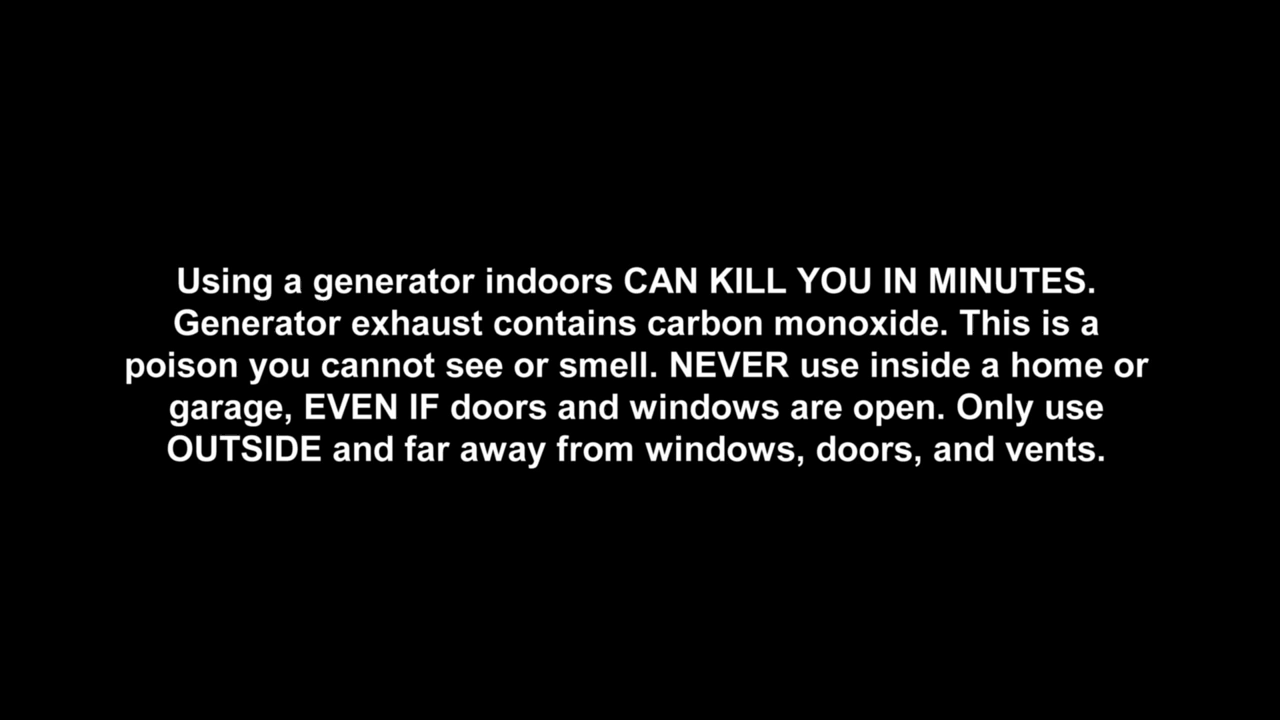 Using a generator indoors CAN KILL YOU IN MINUTES.
Generator exhaust contains carbon monoxide. This is a
poison you cannot see or smell. NEVER use inside a home or
garage, EVEN IF doors and windows are open. Only use
OUTSIDE and far away from windows, doors, and vents.